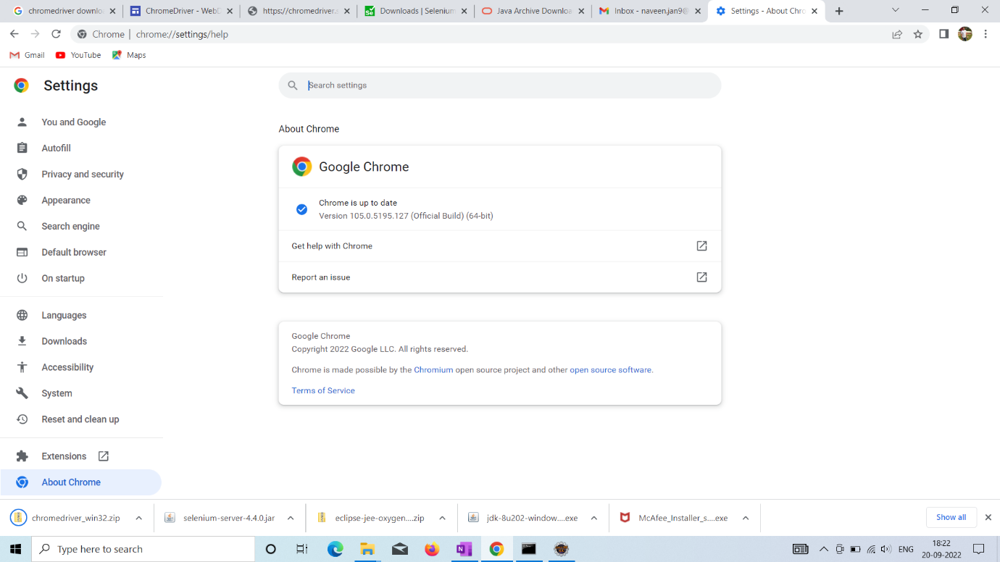 chromedriver downlo
ChromeDriver - WebD
https://chromedriver.s
Downloads | Selenium
Java Archive Downloa
Inbox - naveen.jan9@
Settings - About Chro
Chrome | chrome://settings/help
Gmail
YouTube
Maps
Settings
Search settings
You and Google
Autofill
Privacy and security
Appearance
Search engine
Default browser
On startup
Languages
Downloads
Accessibility
System
Reset and clean up
Extensions
About Chrome
About Chrome
Google Chrome
Chrome is up to date
Version 105.0.5195.127 (Official Build) (64-bit)
Get help with Chrome
Report an issue
Google Chrome
Copyright 2022 Google LLC. All rights reserved.
Chrome is made possible by the Chromium open source project and other open source software.
Terms of Service
chromedriver_win32.zip
selenium-server-4.4.0.jar
eclipse-jee-oxygen....zip
jdk-8u202-window....exe
McAfee_Installer_s....exe
Show all
Type here to search
ENG
18:22
20-09-2022